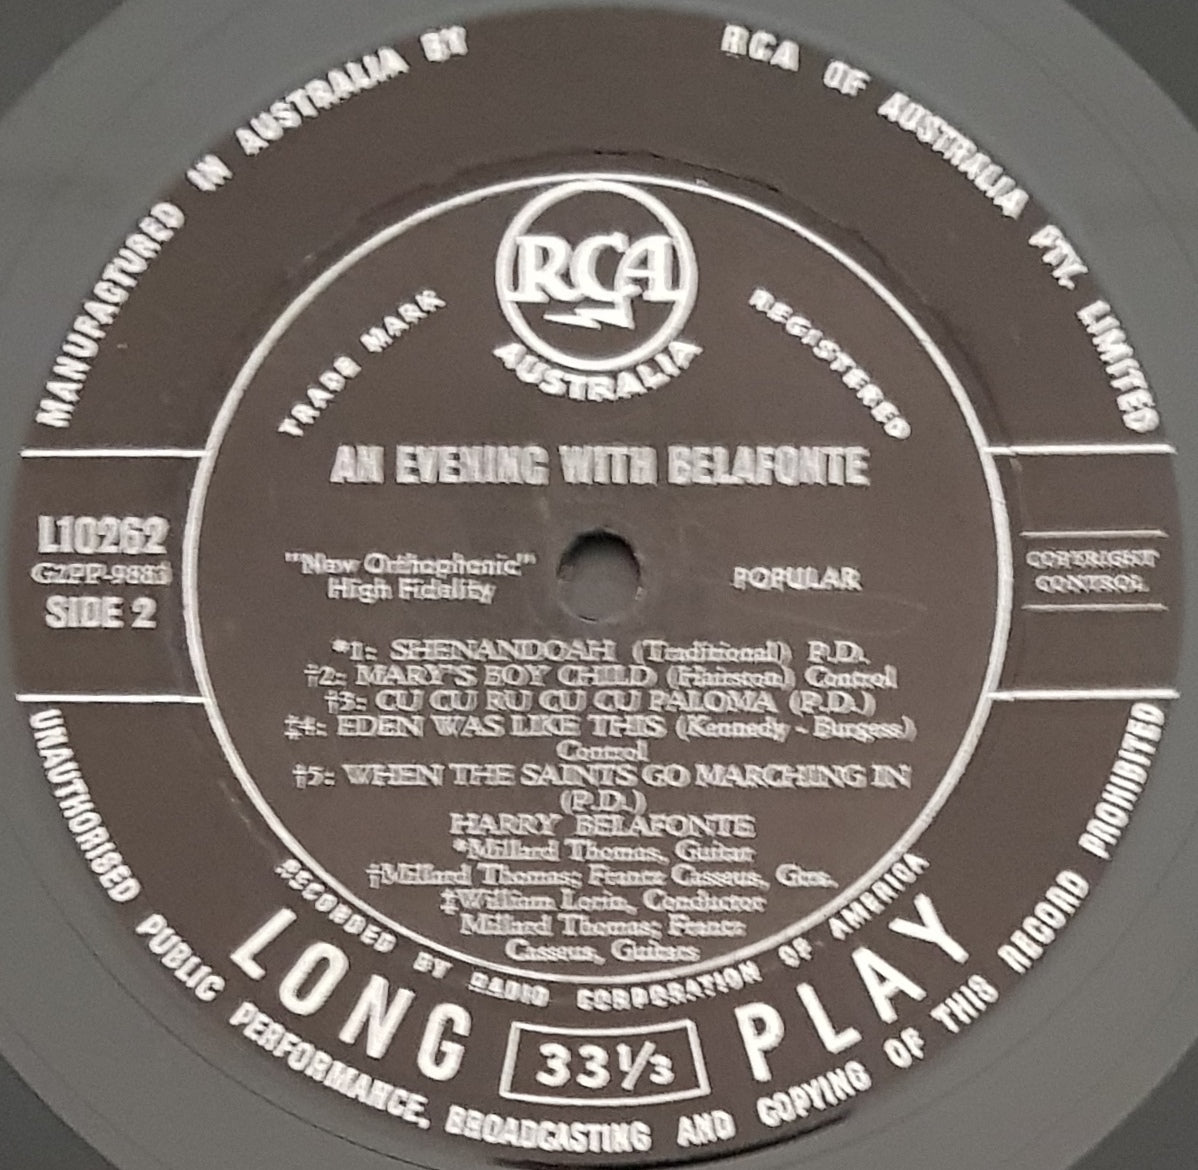 MANUFACTURED IN AUSTRALIA BY RCA OF AUSTRALIA PTY. LIMITED
RCA
AUSTRALIA
TRADE MARK REGISTERED
AN EVENING WITH BELAFONTE
L10262
SIDE 2
"New Orthophonic"
High Fidelity
POPULAR
COPYRIGHT
CONTROL
*1: SHENANDOAH (Traditional) P.D.
†2: MARY'S BOY CHILD (Hairston) Control
†3: CU CU RU CU CU PALOMA (P.D.)
‡4: EDEN WAS LIKE THIS (Kennedy - Burgess)
Control
†5: WHEN THE SAINTS GO MARCHING IN
(P.D.)
HARRY BELAFONTE
*Millard Thomas, Guitar
†Millard Thomas; Frantz Casseus, Gtrs.
‡William Lorin, Conductor
Millard Thomas; Frantz
Casseus, Guitars
RECORDED BY RADIO CORPORATION OF AMERICA
LONG 33⅓ PLAY
UNAUTHORISED PUBLIC PERFORMANCE, BROADCASTING AND COPYING OF THIS RECORD PROHIBITED